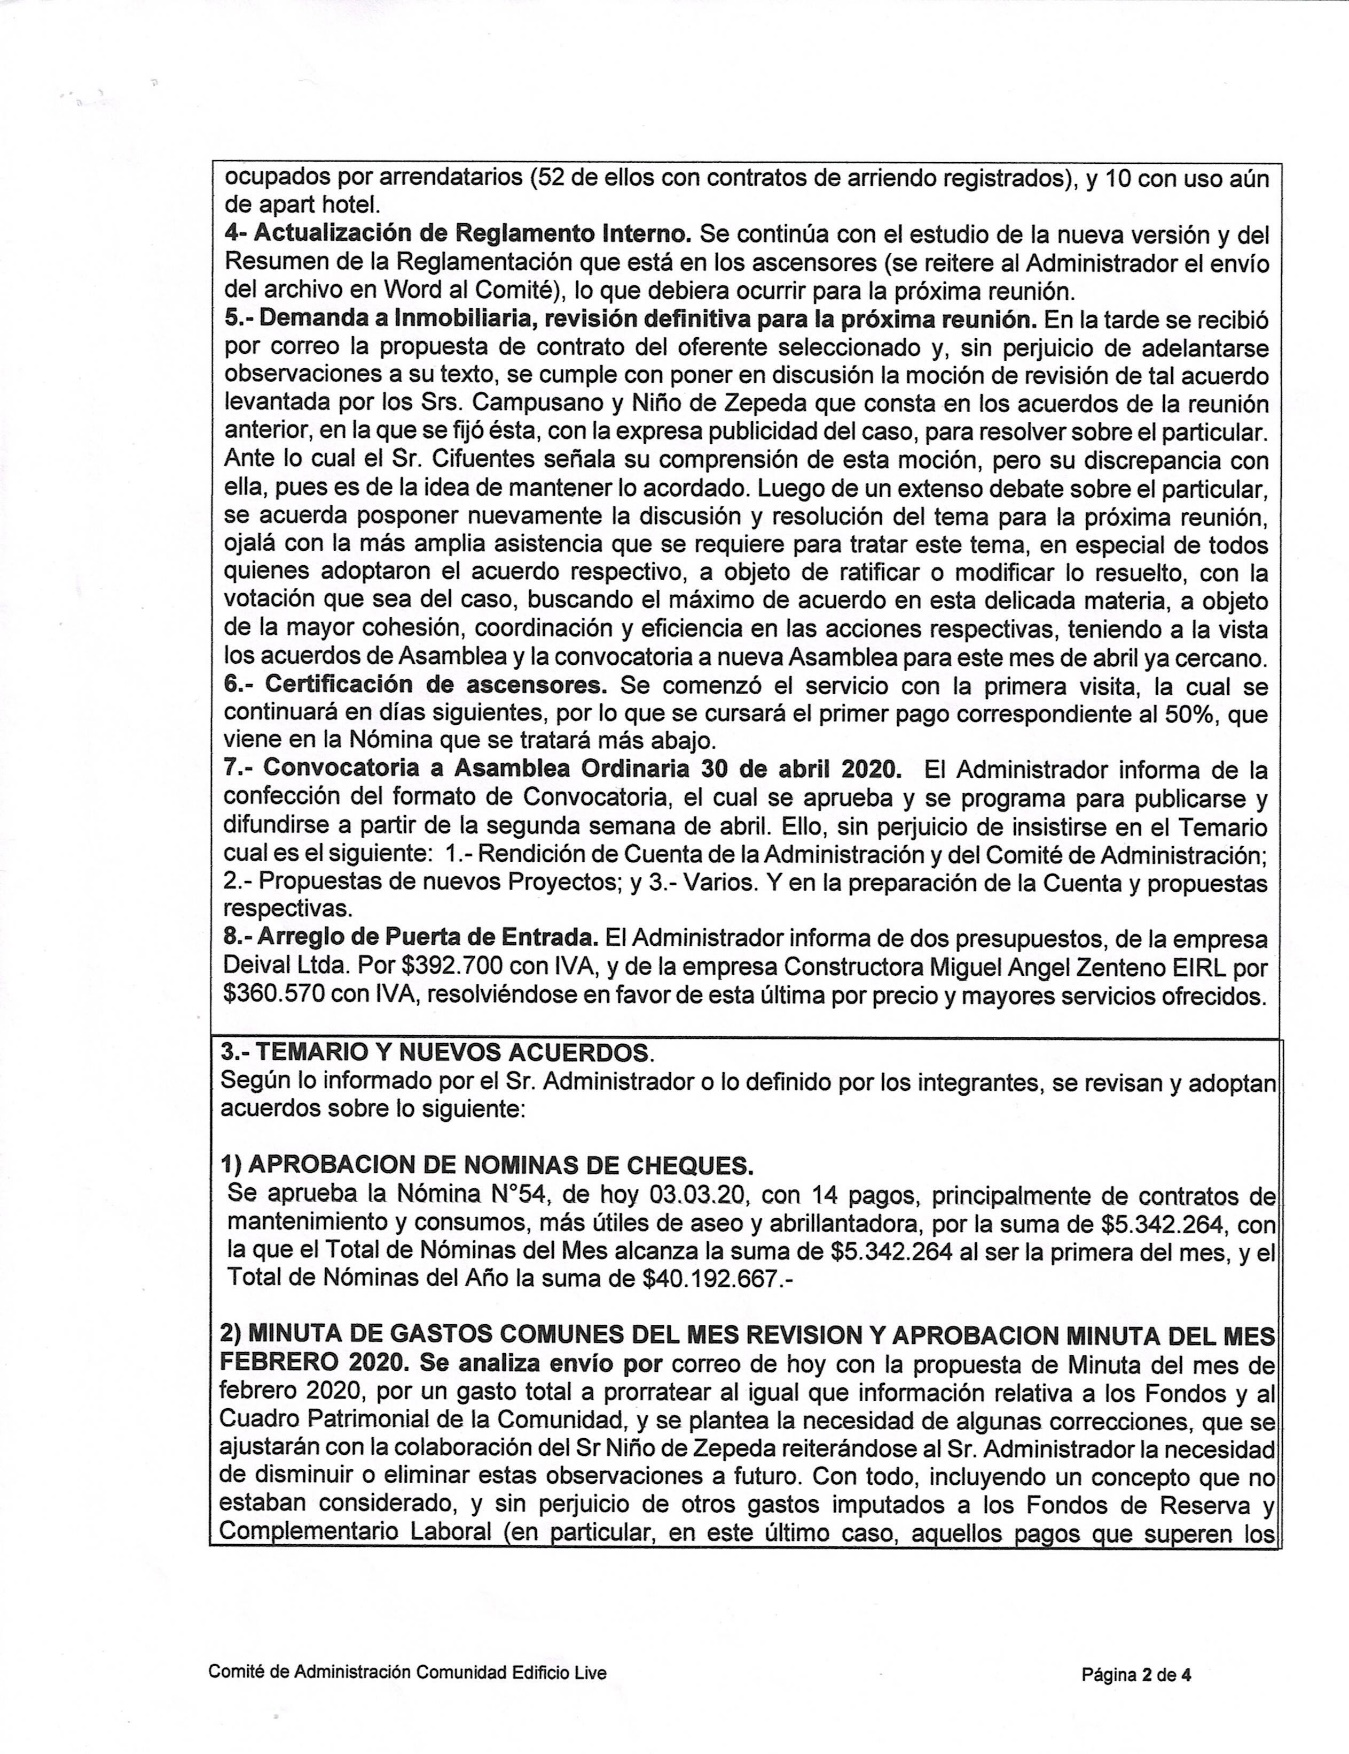 ocupados por arrendatarios (52 de ellos con contratos de arriendo registrados), y 10 con uso aún
de apart hotel.
4- Actualización de Reglamento Interno. Se continúa con el estudio de la nueva versión y del
Resumen de la Reglamentación que está en los ascensores (se reitere al Administrador el envío
del archivo en Word al Comité), lo que debiera ocurrir para la próxima reunión.
5.- Demanda a Inmobiliaria, revisión definitiva para la próxima reunión. En la tarde se recibió
por correo la propuesta de contrato del oferente seleccionado y, sin perjuicio de adelantarse
observaciones a su texto, se cumple con poner en discusión la moción de revisión de tal acuerdo
levantada por los Srs. Campusano y Niño de Zepeda que consta en los acuerdos de la reunión
anterior, en la que se fijó ésta, con la expresa publicidad del caso, para resolver sobre el particular.
Ante lo cual el Sr. Cifuentes señala su comprensión de esta moción, pero su discrepancia con
ella, pues es de la idea de mantener lo acordado. Luego de un extenso debate sobre el particular,
se acuerda posponer nuevamente la discusión y resolución del tema para la próxima reunión,
ojalá con la más amplia asistencia que se requiere para tratar este tema, en especial de todos
quienes adoptaron el acuerdo respectivo, a objeto de ratificar o modificar lo resuelto, con la
votación que sea del caso, buscando el máximo de acuerdo en esta delicada materia, a objeto
de la mayor cohesión, coordinación y eficiencia en las acciones respectivas, teniendo a la vista
los acuerdos de Asamblea y la convocatoria a nueva Asamblea para este mes de abril ya cercano.
6.- Certificación de ascensores. Se comenzó el servicio con la primera visita, la cual se
continuará en días siguientes, por lo que se cursará el primer pago correspondiente al 50%, que
viene en la Nómina que se tratará más abajo.
7.- Convocatoria a Asamblea Ordinaria 30 de abril 2020. El Administrador informa de la
confección del formato de Convocatoria, el cual se aprueba y se programa para publicarse y
difundirse a partir de la segunda semana de abril. Ello, sin perjuicio de insistirse en el Temario
cual es el siguiente: 1.- Rendición de Cuenta de la Administración y del Comité de Administración;
2.- Propuestas de nuevos Proyectos; y 3.- Varios. Y en la preparación de la Cuenta y propuestas
respectivas.
8.- Arreglo de Puerta de Entrada. El Administrador informa de dos presupuestos, de la empresa
Deival Ltda. Por $392.700 con IVA, y de la empresa Constructora Miguel Angel Zenteno EIRL por
$360.570 con IVA, resolviéndose en favor de esta última por precio y mayores servicios ofrecidos.
3.- TEMARIO Y NUEVOS ACUERDOS.
Según lo informado por el Sr. Administrador o lo definido por los integrantes, se revisan y adoptan
acuerdos sobre lo siguiente:
1) APROBACION DE NOMINAS DE CHEQUES.
Se aprueba la Nómina N°54, de hoy 03.03.20, con 14 pagos, principalmente de contratos de
mantenimiento y consumos, más útiles de aseo y abrillantadora, por la suma de $5.342.264, con
la que el Total de Nóminas del Mes alcanza la suma de $5.342.264 al ser la primera del mes, y el
Total de Nóminas del Año la suma de $40.192.667.-
2) MINUTA DE GASTOS COMUNES DEL MES REVISION Y APROBACION MINUTA DEL MES
FEBRERO 2020. Se analiza envío por correo de hoy con la propuesta de Minuta del mes de
febrero 2020, por un gasto total a prorratear al igual que información relativa a los Fondos y al
Cuadro Patrimonial de la Comunidad, y se plantea la necesidad de algunas correcciones, que se
ajustarán con la colaboración del Sr Niño de Zepeda reiterándose al Sr. Administrador la necesidad
de disminuir o eliminar estas observaciones a futuro. Con todo, incluyendo un concepto que no
estaban considerado, y sin perjuicio de otros gastos imputados a los Fondos de Reserva y
Complementario Laboral (en particular, en este último caso, aquellos pagos que superen los
Comité de Administración Comunidad Edificio Live
Página 2 de 4